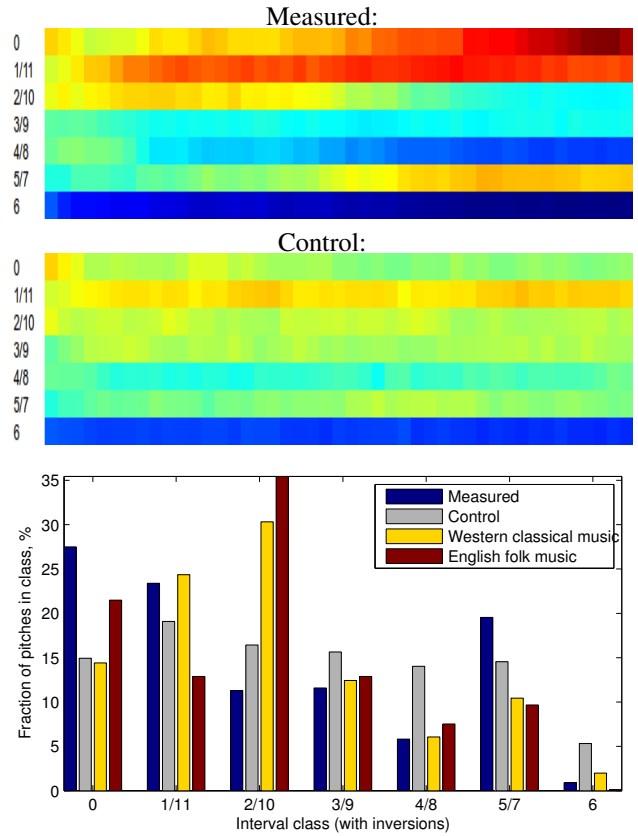 Measured:
0
1/11
2/10
3/9
4/8
5/7
6
Control:
0
1/11
2/10
3/9
4/8
5/7
6
35
30
25
20
15
10
5
0
Fraction of pitches in class, %
Measured
Control
Western classical music
English folk music
0 1/11 2/10 3/9 4/8 5/7 6
Interval class (with inversions)